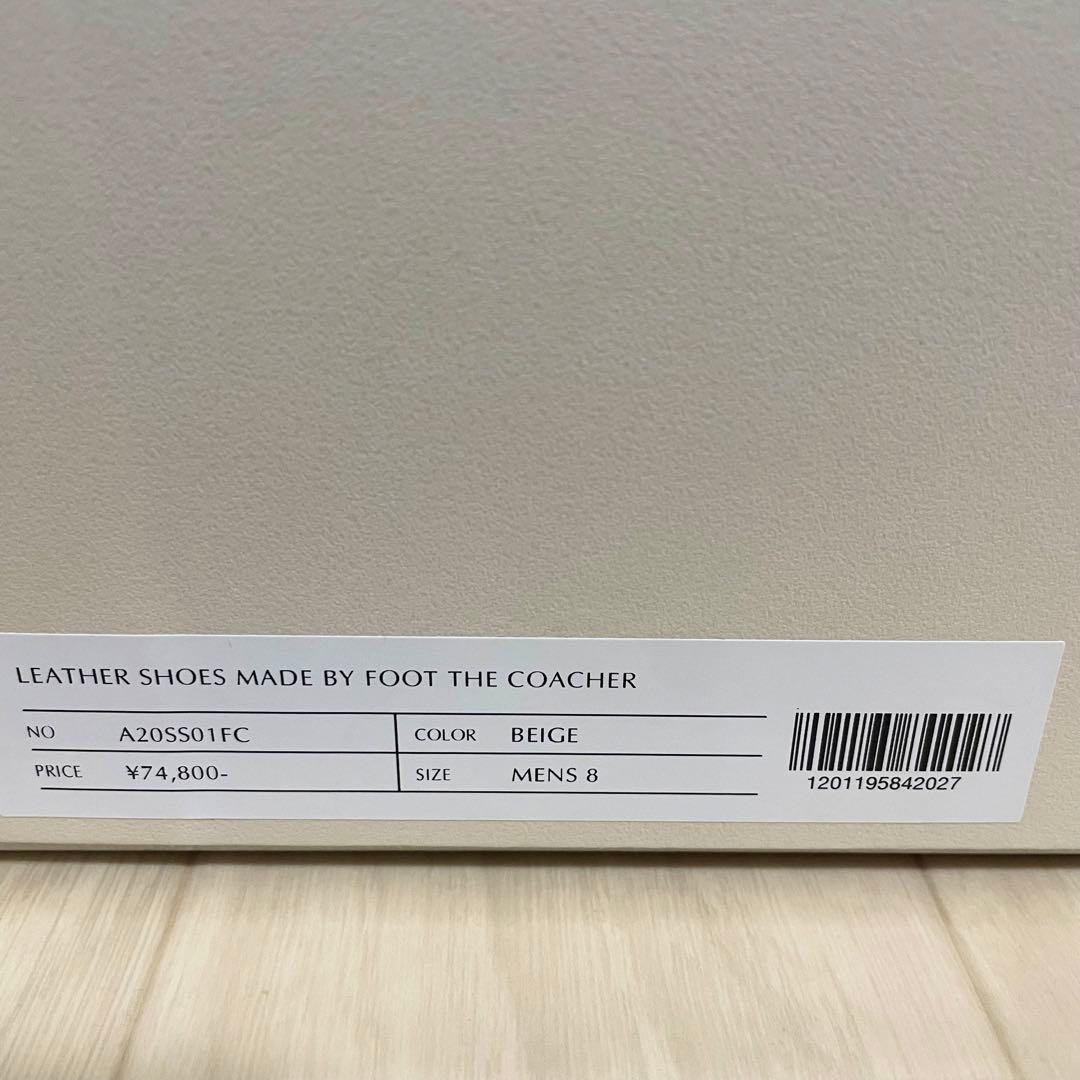 LEATHER SHOES MADE BY FOOT THE COACHER
NO A20SS01FC COLOR BEIGE
PRICE ¥74,800- SIZE MENS 8
1201195842027